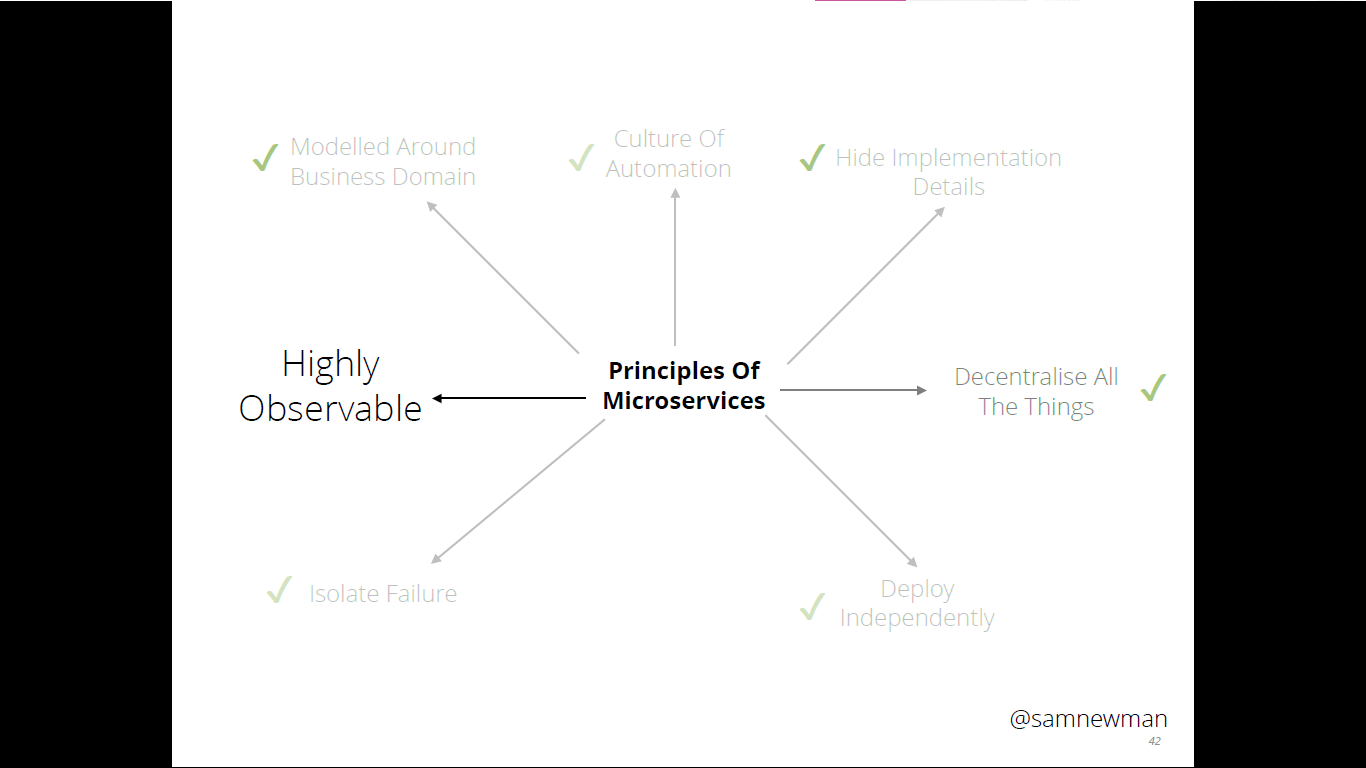 Modelled Around
Business Domain
Culture Of
Automation
Hide Implementation
Details
Highly
Observable
Principles Of
Microservices
Decentralise All
The Things
Isolate Failure
Deploy
Independently
@samnewman
42